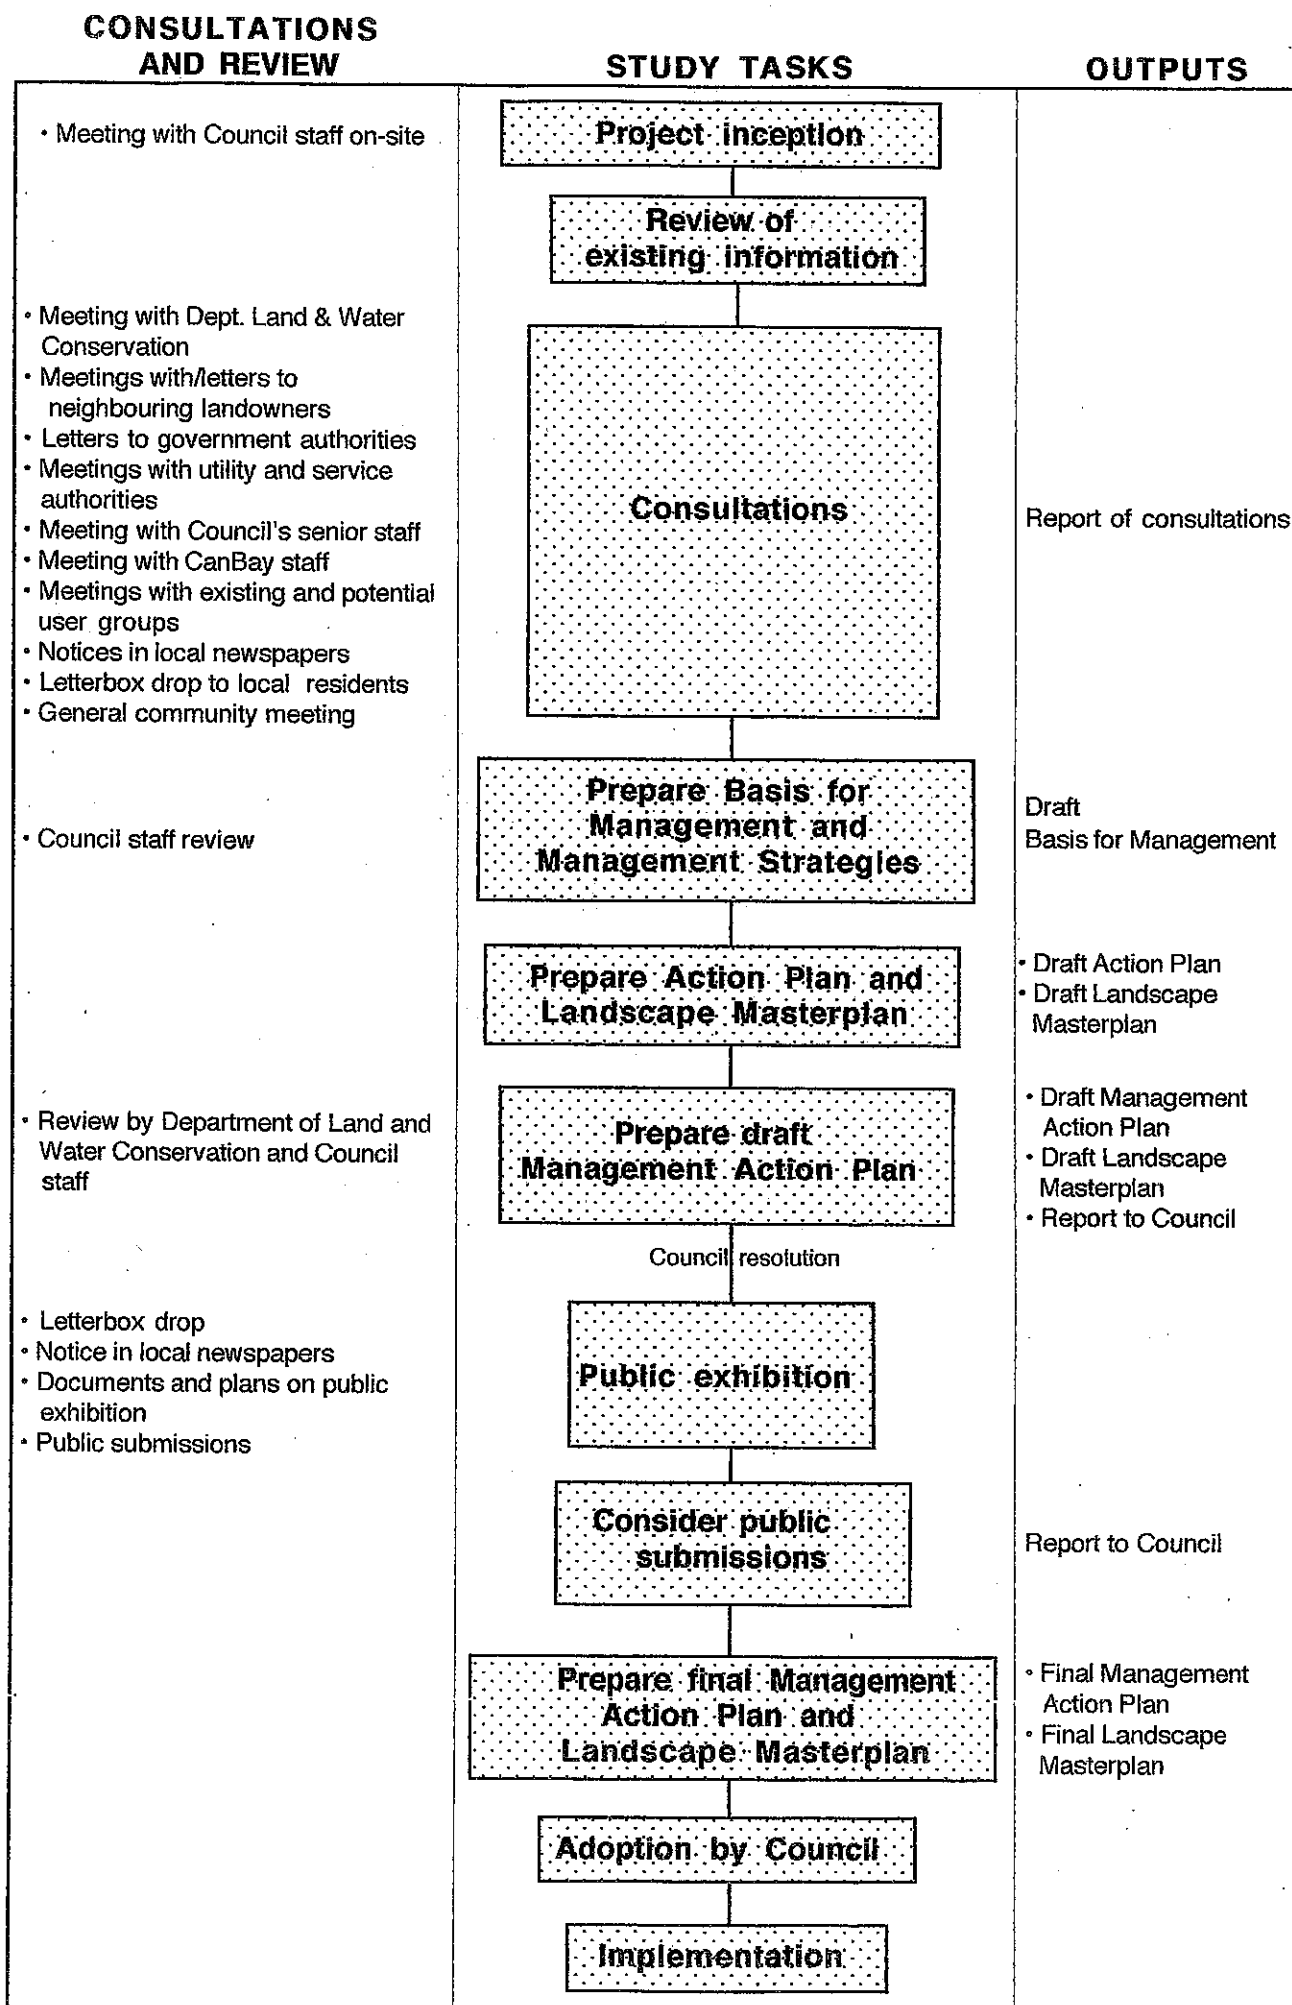 CONSULTATIONS
AND REVIEW
STUDY TASKS
OUTPUTS
• Meeting with Council staff on-site
Project inception
Review of
existing information
• Meeting with Dept. Land & Water
Conservation
• Meetings with/letters to
neighbouring landowners
• Letters to government authorities
• Meetings with utility and service
authorities
• Meeting with Council's senior staff
• Meeting with CanBay staff
• Meetings with existing and potential
user groups
• Notices in local newspapers
• Letterbox drop to local residents
• General community meeting
Consultations
Report of consultations
• Council staff review
Prepare Basis for
Management and
Management Strategies
Draft
Basis for Management
Prepare Action Plan and
Landscape Masterplan
• Draft Action Plan
• Draft Landscape
Masterplan
• Review by Department of Land and
Water Conservation and Council
staff
Prepare draft
Management Action Plan
• Draft Management
Action Plan
• Draft Landscape
Masterplan
• Report to Council
Council resolution
• Letterbox drop
• Notice in local newspapers
• Documents and plans on public
exhibition
• Public submissions
Public exhibition
Consider public
submissions
Report to Council
Prepare final Management
Action Plan and
Landscape Masterplan
• Final Management
Action Plan
• Final Landscape
Masterplan
Adoption by Council
Implementation